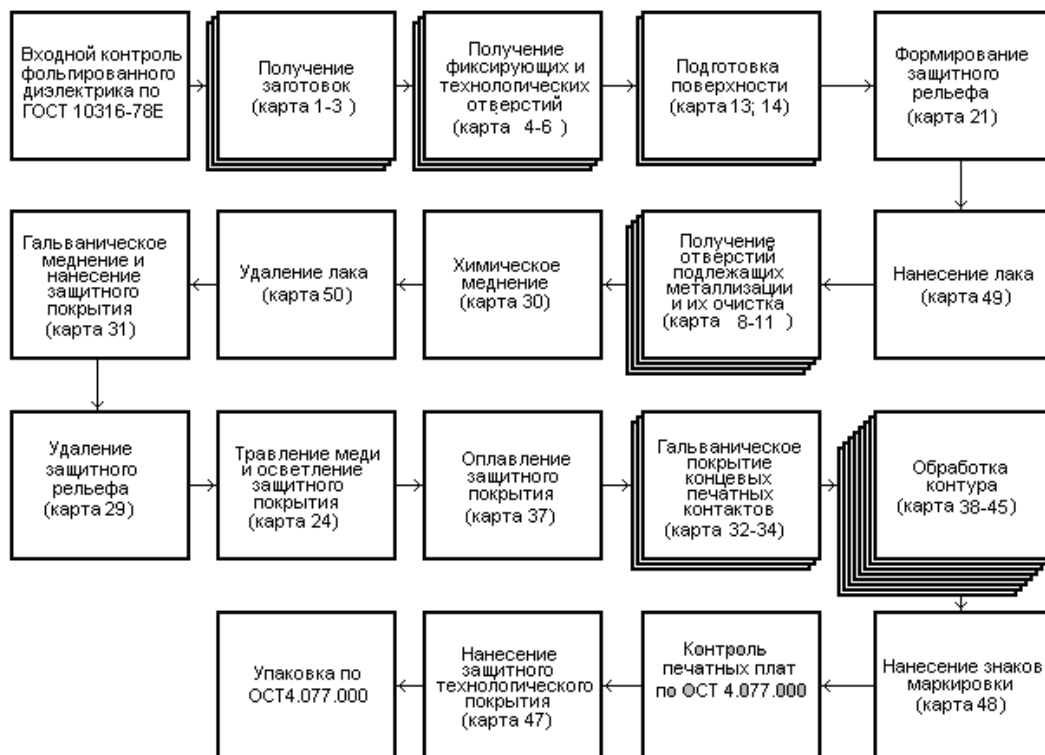 Входной контроль
фольгированного
диэлектрика по
ГОСТ 10316-78Е
Получение
заготовок
(карта 1-3 )
Получение
фиксирующих и
технологических
отверстий
(карта 4-6 )
Подготовка
поверхности
(карта 13; 14)
Формирование
защитного
рельефа
(карта 21)
Нанесение лака
(карта 49)
Получение
отверстий
подлежащих
металлизации
и их очистка
(карта 8-11 )
Химическое
меднение
(карта 30)
Удаление лака
(карта 50)
Гальваническое
меднение и
нанесение
защитного
покрытия
(карта 31)
Удаление
защитного
рельефа
(карта 29)
Травление меди
и осветление
защитного
покрытия
(карта 24)
Оплавление
защитного
покрытия
(карта 37)
Гальваническое
покрытие
концевых
печатных
контактов
(карта 32-34)
Обработка
контура
(карта 38-45)
Нанесение знаков
маркировки
(карта 48)
Контроль
печатных плат
по ОСТ 4.077.000
Нанесение
защитного
технологического
покрытия
(карта 47)
Упаковка по
ОСТ4.077.000